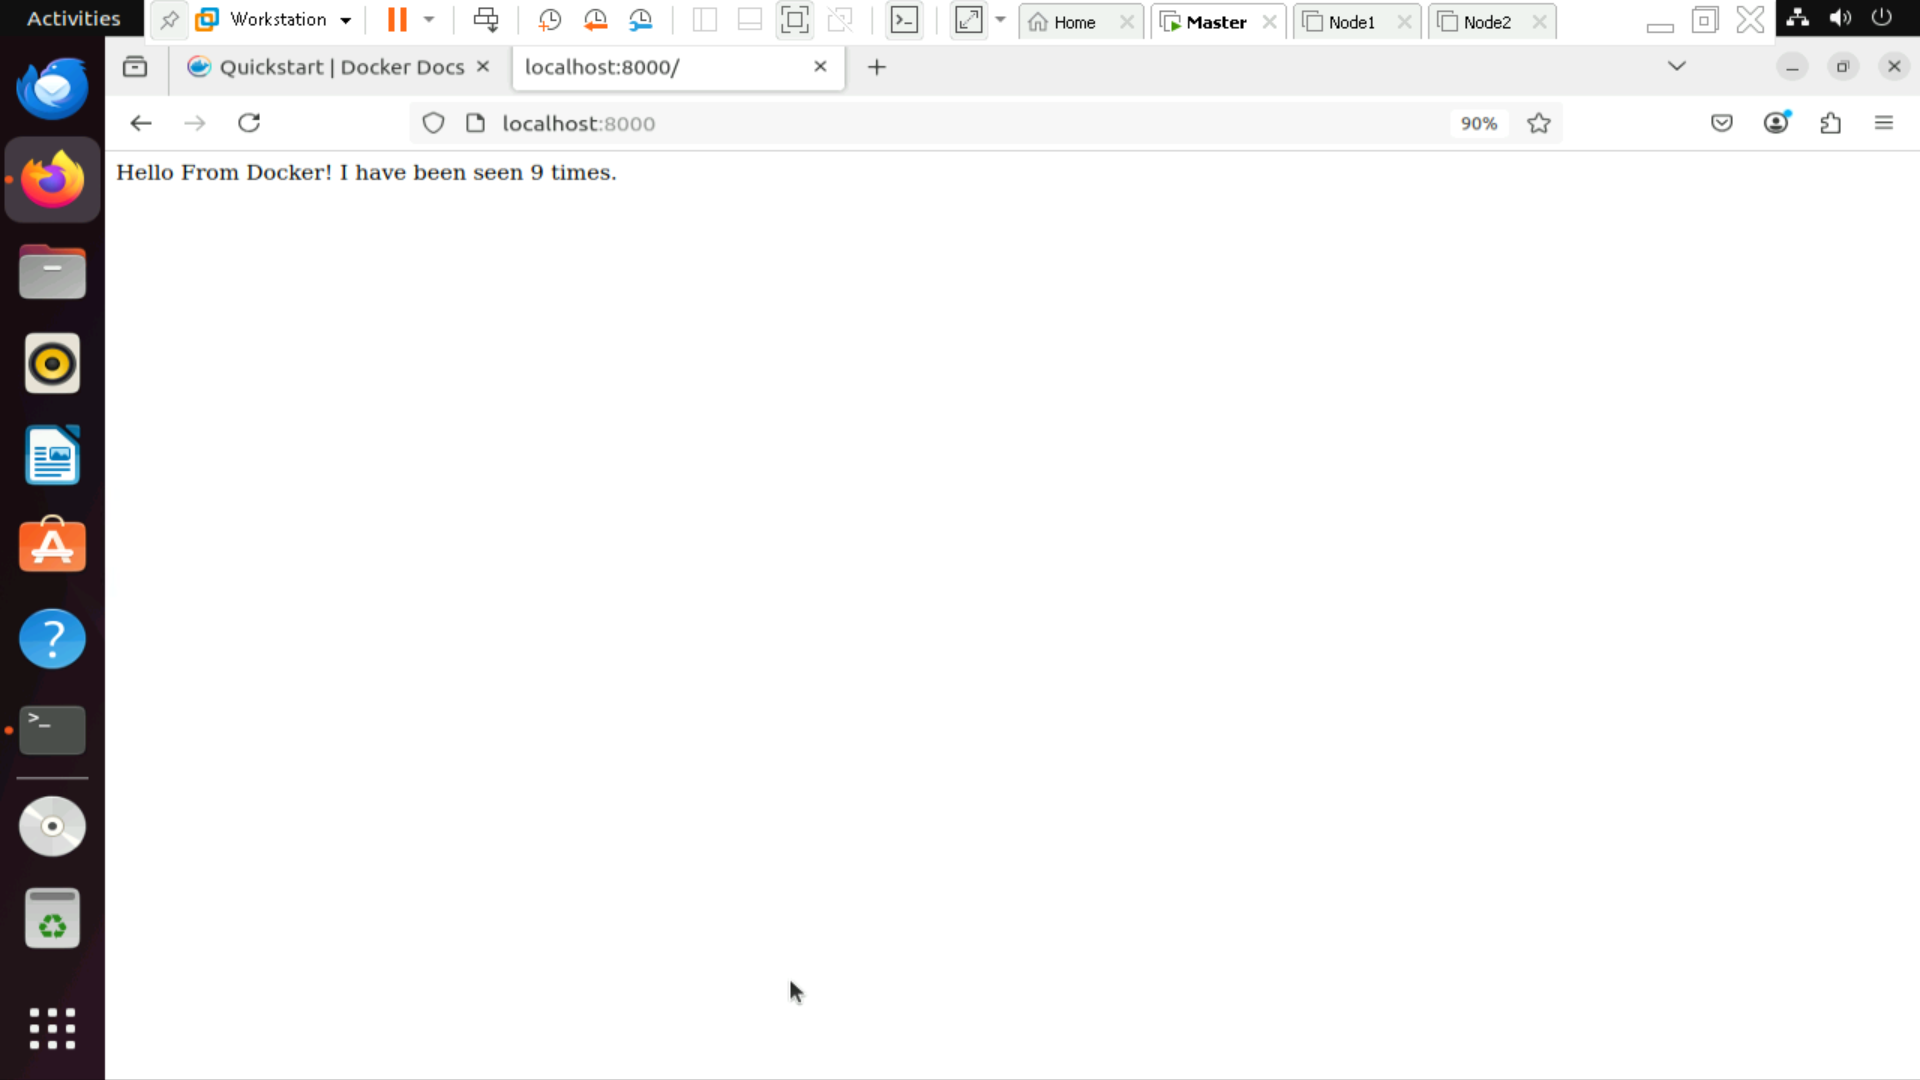 Activities
Workstation
Home
Master
Node1
Node2
Quickstart | Docker Docs
localhost:8000/
localhost:8000
90%
Hello From Docker! I have been seen 9 times.